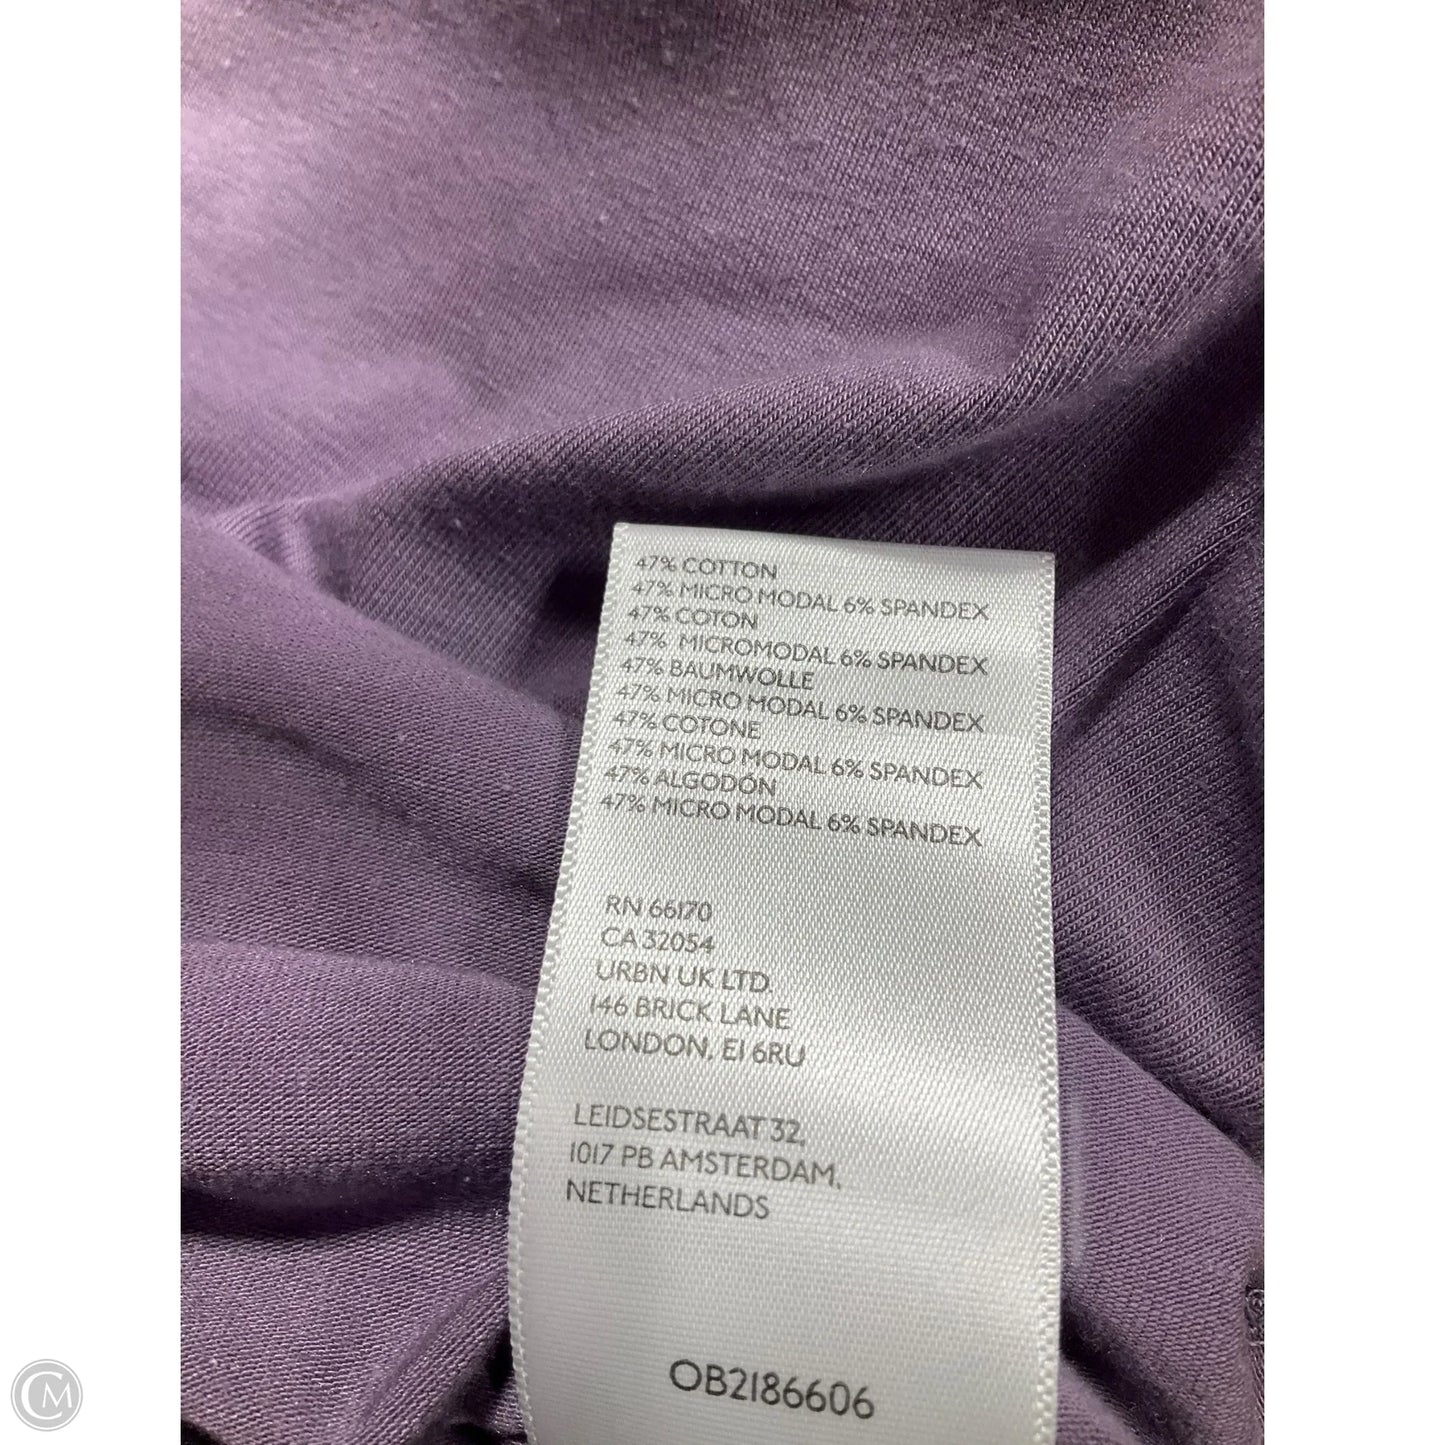 47% COTTON
47% MICRO MODAL 6% SPANDEX
47% COTON
47% MICROMODAL 6% SPANDEX
47% BAUMWOLLE
47% MICRO MODAL 6% SPANDEX
47% COTONE
47% MICRO MODAL 6% SPANDEX
47% ALGODÓN
47% MICRO MODAL 6% SPANDEX
RN 66170
CA 32054
URBN UK LTD.
146 BRICK LANE
LONDON, E1 6RU
LEIDSESTRAAT 32,
1017 PB AMSTERDAM,
NETHERLANDS
OB2186606
CM